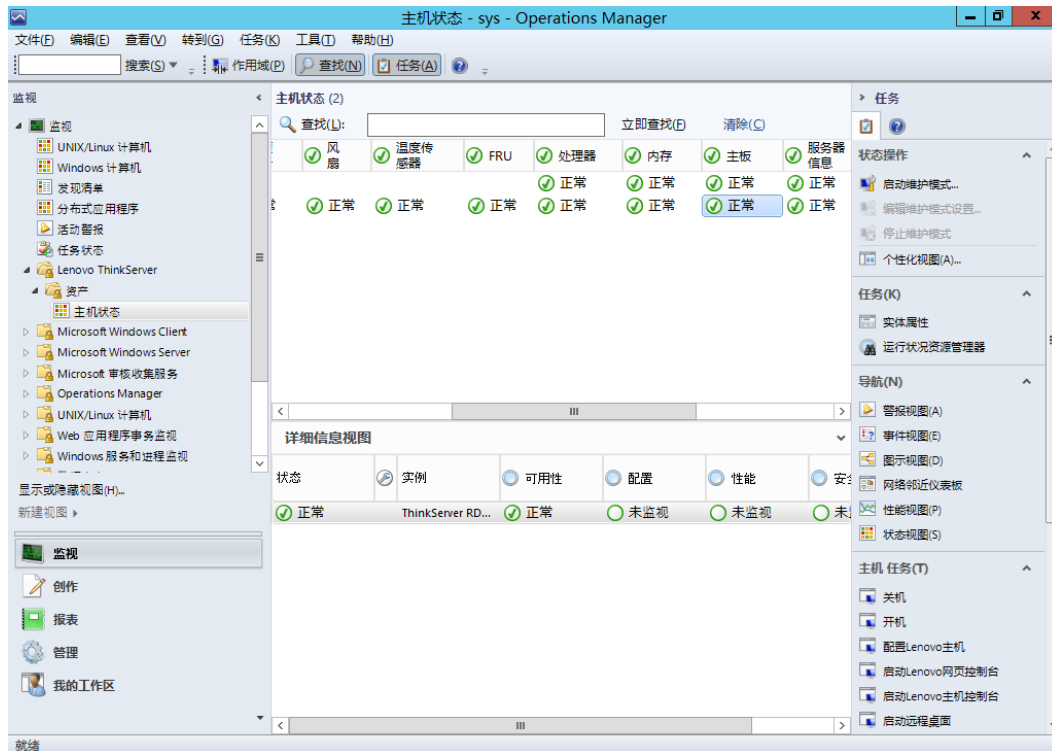 主机状态 - sys - Operations Manager
文件(F) 编辑(E) 查看(V) 转到(G) 任务(K) 工具(T) 帮助(H)
搜索(S) 作用域(P) 查找(N) 任务(A)
监视
监视
UNIX/Linux 计算机
Windows 计算机
发现清单
分布式应用程序
活动警报
任务状态
Lenovo ThinkServer
资产
主机状态
Microsoft Windows Client
Microsoft Windows Server
Microsoft 审核收集服务
Operations Manager
UNIX/Linux 计算机
Web 应用程序事务监视
Windows 服务和进程监视
显示或隐藏视图(H)...
新建视图
监视
创作
报表
管理
我的工作区
主机状态 (2)
查找(L): 立即查找(F) 清除(C)
风扇 温度传感器 FRU 处理器 内存 主板 服务器信息
正常 正常 正常 正常
正常 正常 正常 正常 正常 正常 正常
详细信息视图
状态 实例 可用性 配置 性能 安全
正常 ThinkServer RD... 正常 未监视 未监视 未
任务
状态操作
启动维护模式...
编辑维护模式设置...
停止维护模式
个性化视图(A)...
任务(K)
实体属性
运行状况资源管理器
导航(N)
警报视图(A)
事件视图(E)
图示视图(D)
网络邻近仪表板
性能视图(P)
状态视图(S)
主机 任务(T)
关机
开机
配置Lenovo主机
启动Lenovo网页控制台
启动Lenovo主机控制台
启动远程桌面
就绪